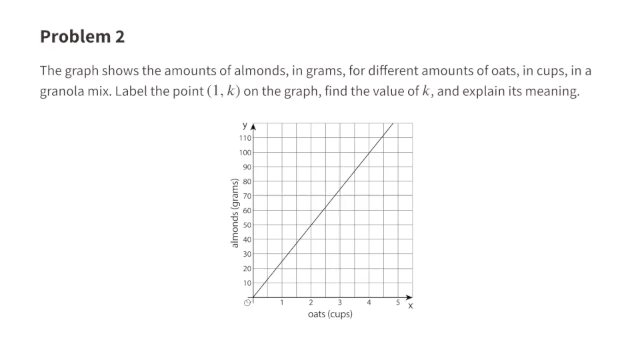 Problem 2
The graph shows the amounts of almonds, in grams, for different amounts of oats, in cups, in a
granola mix. Label the point (1, k) on the graph, find the value of k, and explain its meaning.
y
110
100
90
80
70
60
50
40
30
20
10
almonds (grams)
O 1 2 3 4 5 x
oats (cups)